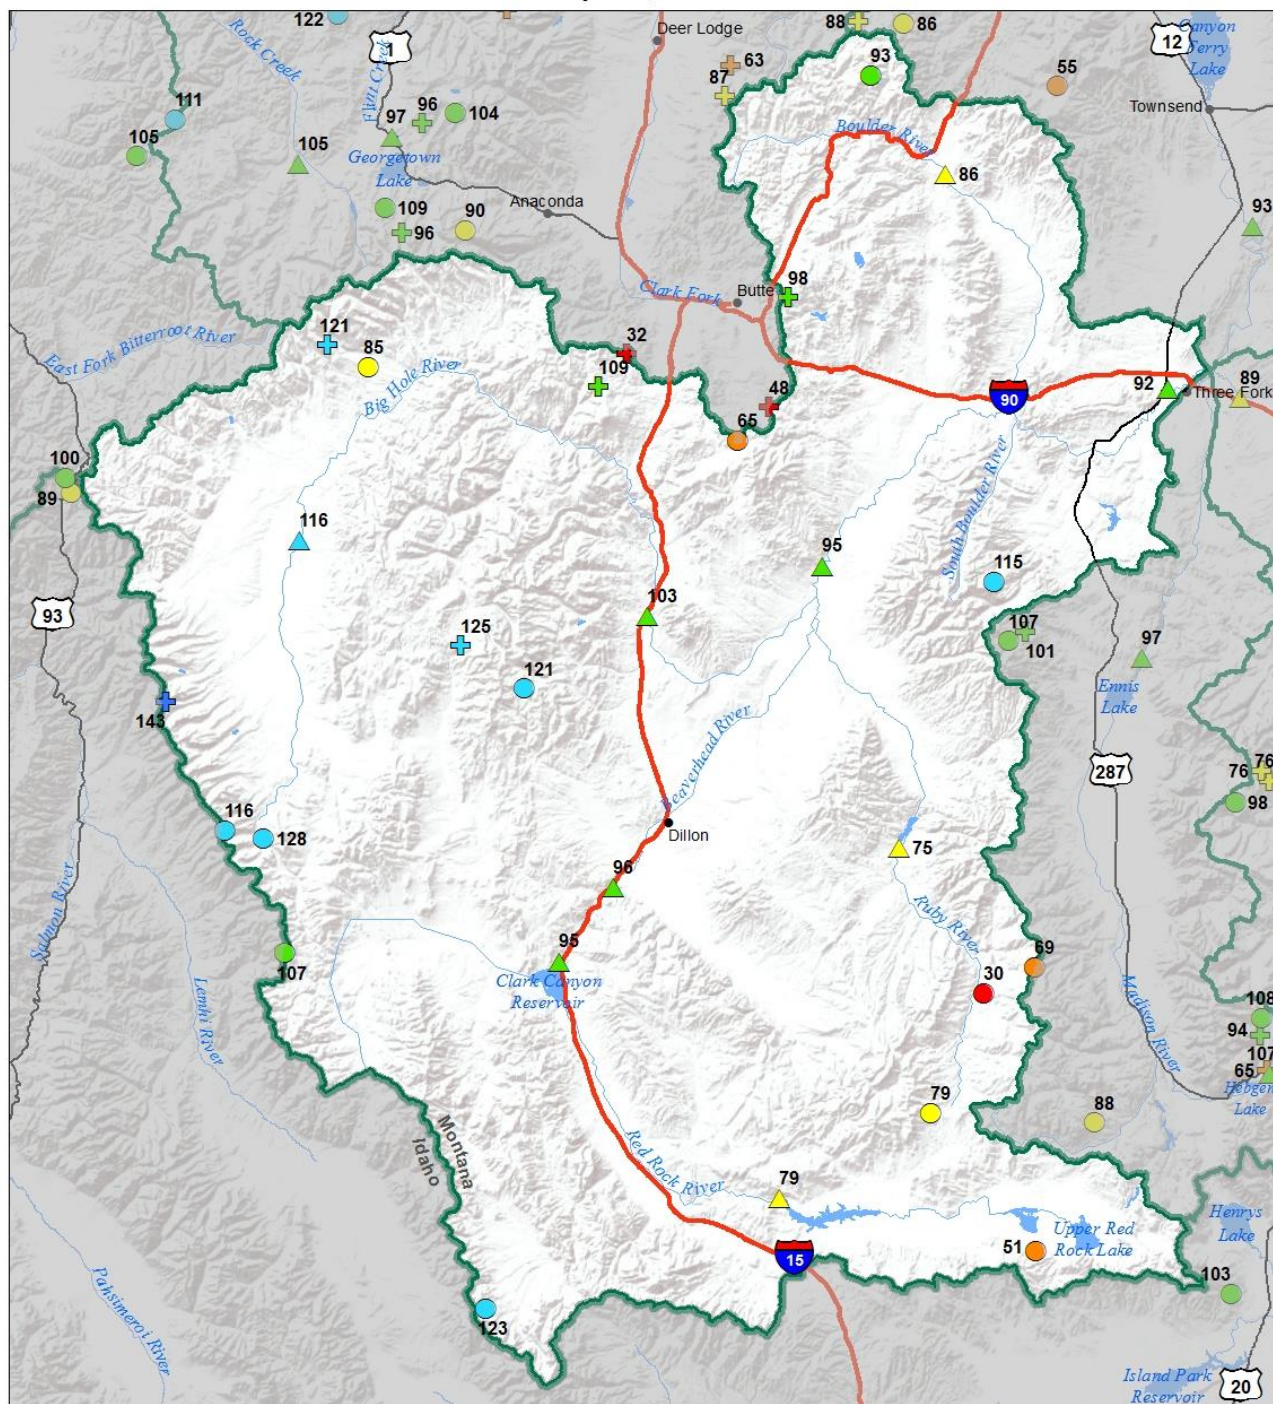 122
Deer Lodge
88
86
12
Canyon
Ferry
Lake
Rock Creek
1
Flint Creek
63
87
93
55
111
96
104
Townsend
105
97
105
Georgetown
Lake
Boulder River
86
Anaconda
109
90
96
93
98
Clark Fork
Butte
East Fork Bitterroot River
121
85
32
109
Big Hole River
48
65
90
92
Three Fork
89
100
89
116
South Boulder River
95
115
93
103
107
101
125
121
97
Ennis
Lake
143
Beaverhead River
287
76
76
98
116
128
Dillon
75
Salmon River
96
Ruby River
107
95
Clark Canyon
Reservoir
69
30
Lemhi River
Madison River
108
94
107
65
Hebgen
Lake
79
88
Montana
Idaho
Red Rock River
79
Henrys
Lake
Upper Red
Rock Lake
51
15
103
Pahsimeroi River
123
Island Park
Reservoir
20